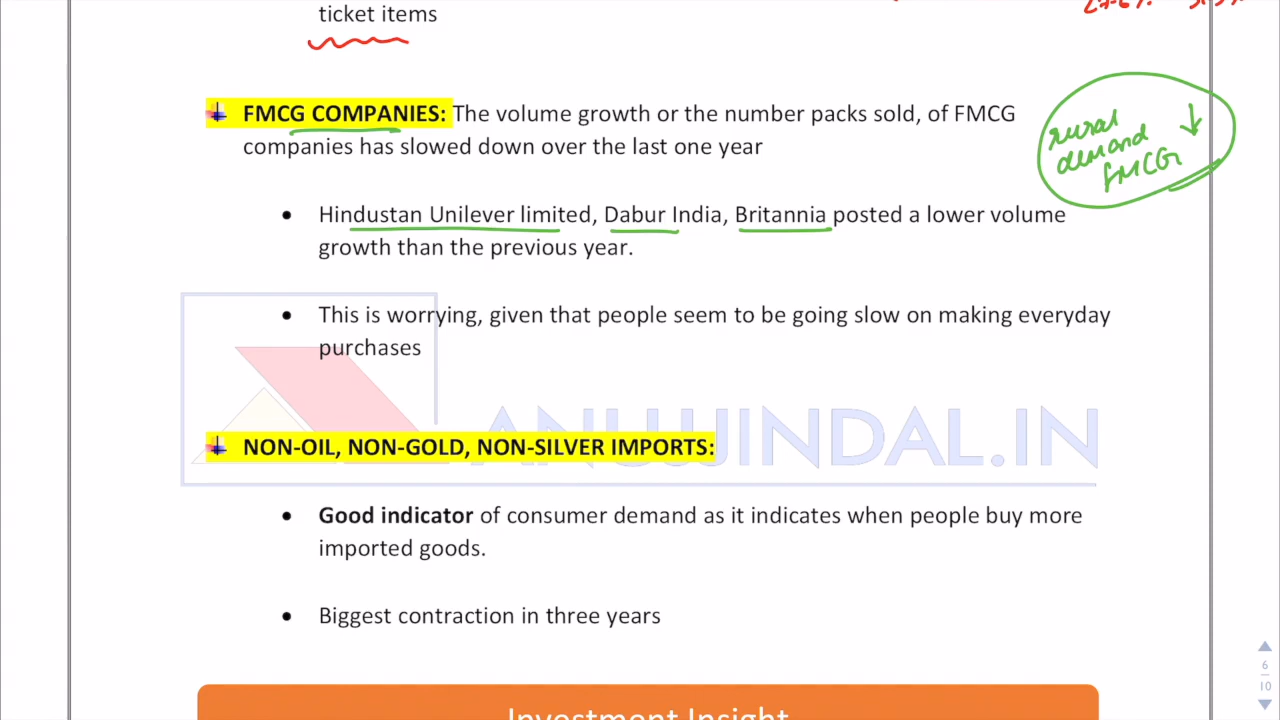 ticket items
FMCG COMPANIES: The volume growth or the number packs sold, of FMCG
companies has slowed down over the last one year
rural
demand
FMCG
Hindustan Unilever limited, Dabur India, Britannia posted a lower volume
growth than the previous year.
This is worrying, given that people seem to be going slow on making everyday
purchases
ANUJJINDAL.IN
NON-OIL, NON-GOLD, NON-SILVER IMPORTS:
Good indicator of consumer demand as it indicates when people buy more
imported goods.
Biggest contraction in three years
6
10
Investment Insight